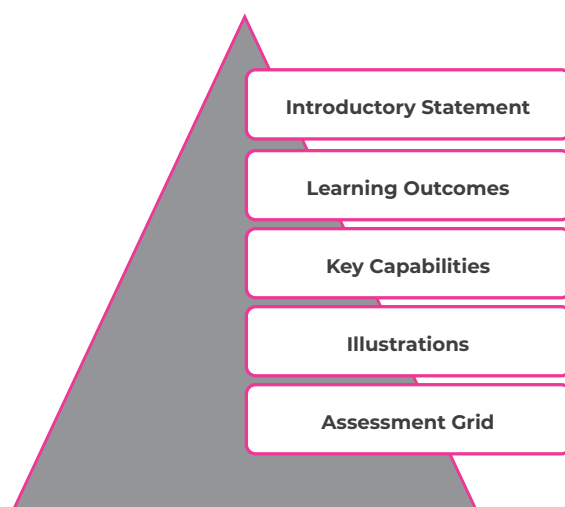 Introductory Statement
Learning Outcomes
Key Capabilities
Illustrations
Assessment Grid